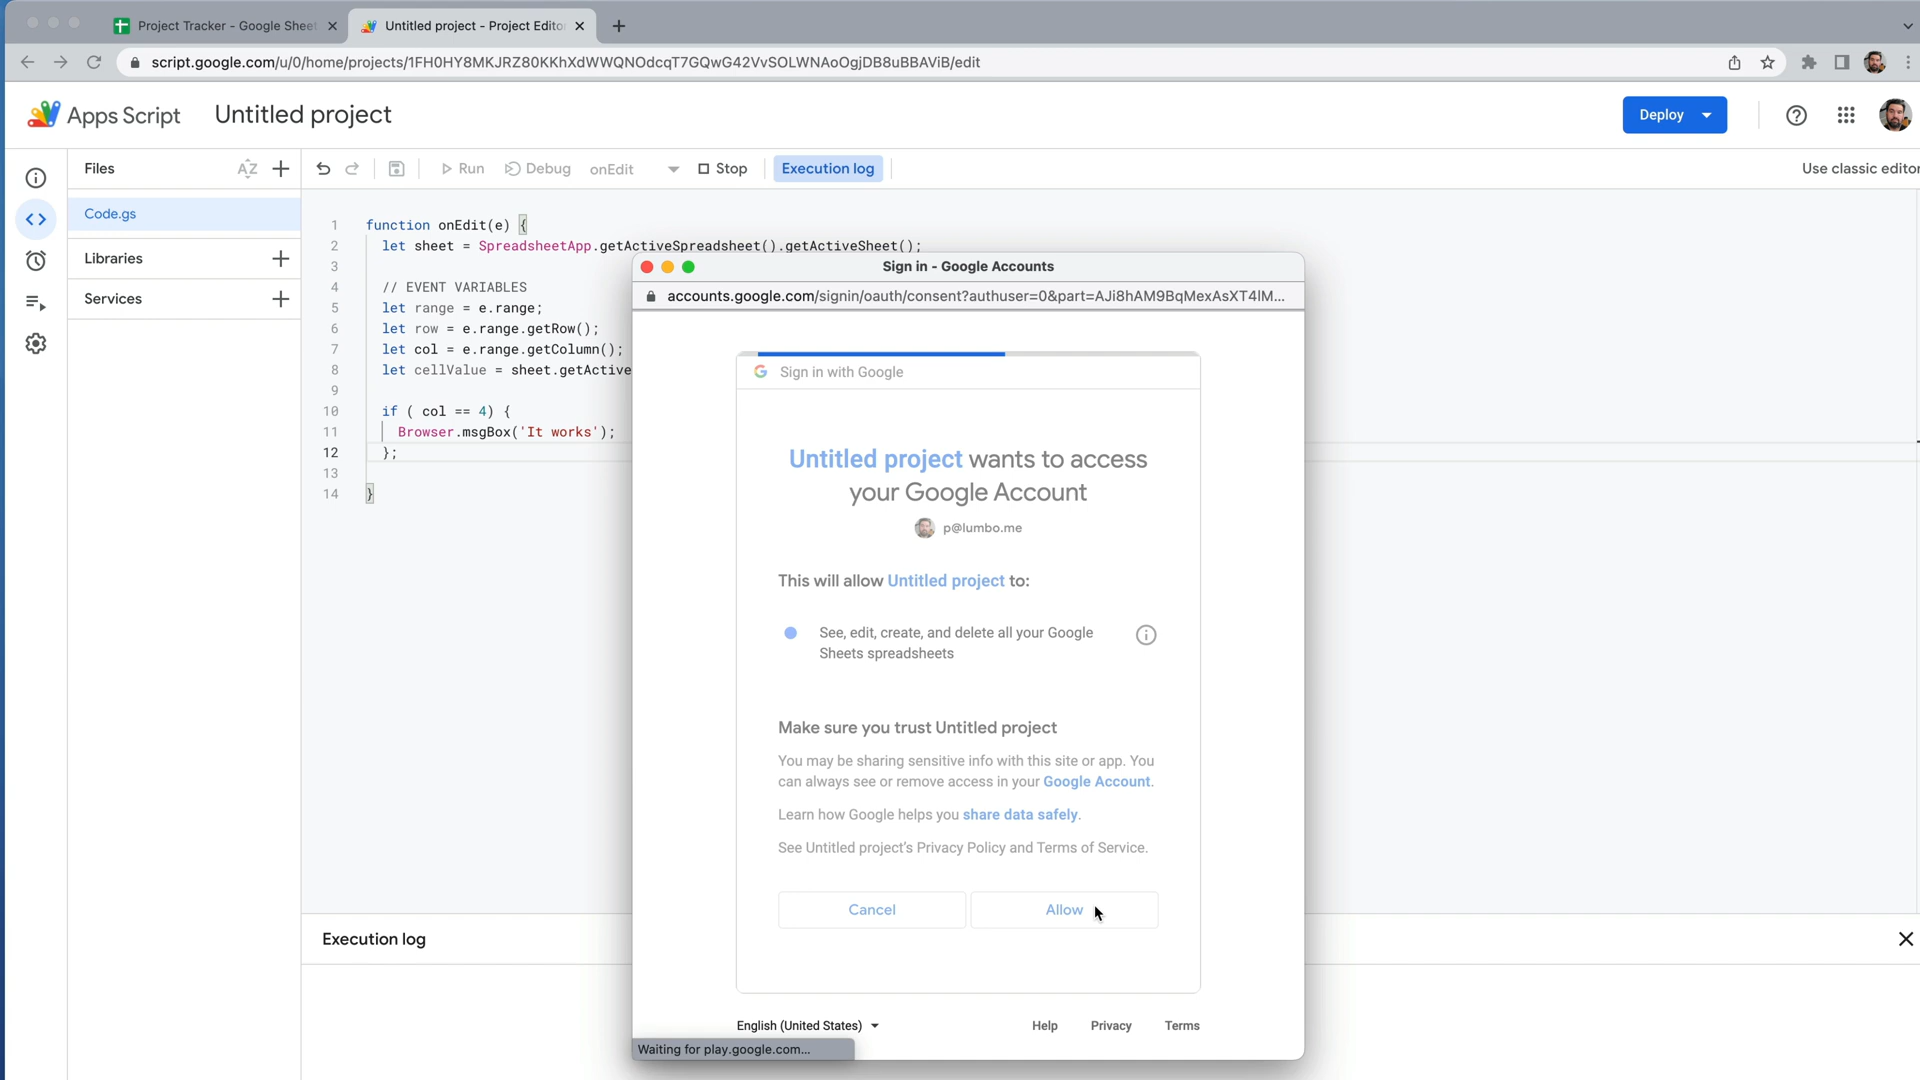 Project Tracker - Google Sheet
Untitled project - Project Editor
script.google.com/u/0/home/projects/1FH0HY8MKJRZ80KKhXdWWQNOdcqT7GQwG42VvSOLWNAoOgjDB8uBBAViB/edit
Apps Script
Untitled project
Deploy
Files
AZ
Run
Debug
onEdit
Stop
Execution log
Use classic editor
Code.gs
Libraries
Services
1 function onEdit(e) {
2 let sheet = SpreadsheetApp.getActiveSpreadsheet().getActiveSheet();
3
4 // EVENT VARIABLES
5 let range = e.range;
6 let row = e.range.getRow();
7 let col = e.range.getColumn();
8 let cellValue = sheet.getActive
9
10 if ( col == 4) {
11 Browser.msgBox('It works');
12 };
13
14 }
Sign in - Google Accounts
accounts.google.com/signin/oauth/consent?authuser=0&part=AJi8hAM9BqMexAsXT4lM...
Sign in with Google
Untitled project wants to access
your Google Account
p@lumbo.me
This will allow Untitled project to:
See, edit, create, and delete all your Google
Sheets spreadsheets
Make sure you trust Untitled project
You may be sharing sensitive info with this site or app. You
can always see or remove access in your Google Account.
Learn how Google helps you share data safely.
See Untitled project's Privacy Policy and Terms of Service.
Cancel
Allow
English (United States)
Help
Privacy
Terms
Waiting for play.google.com...
Execution log